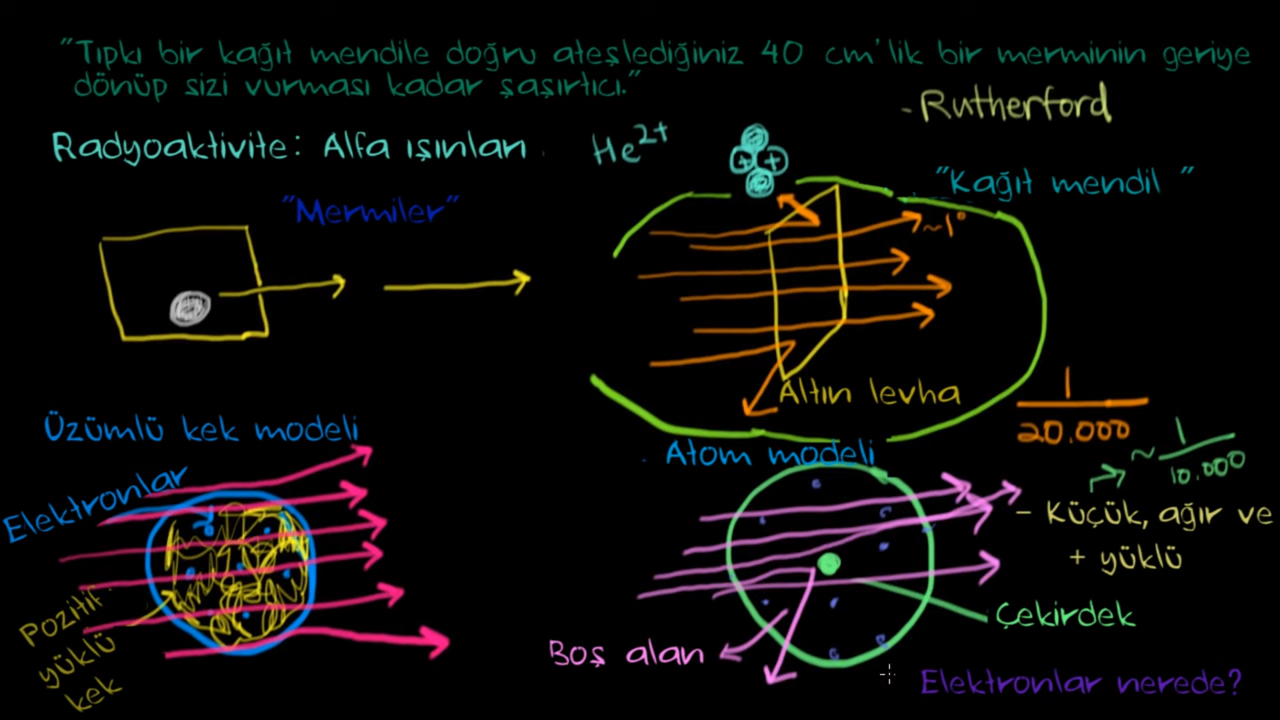 "Tıpkı bir kağıt mendile doğru ateşlediğiniz 40 cm'lik bir merminin geriye
dönüp sizi vurması kadar şaşırtıcı."
- Rutherford
Radyoaktivite: Alfa ışınları
He2+
+ +
"Mermiler"
"Kağıt mendil"
~1°
Altın levha
1
20.000
~ 1
10.000
Üzümlü kek modeli
Elektronlar
Pozitif
yüklü
kek
Atom modeli
- Küçük, ağır ve
+ yüklü
Çekirdek
Boş alan
Elektronlar nerede?